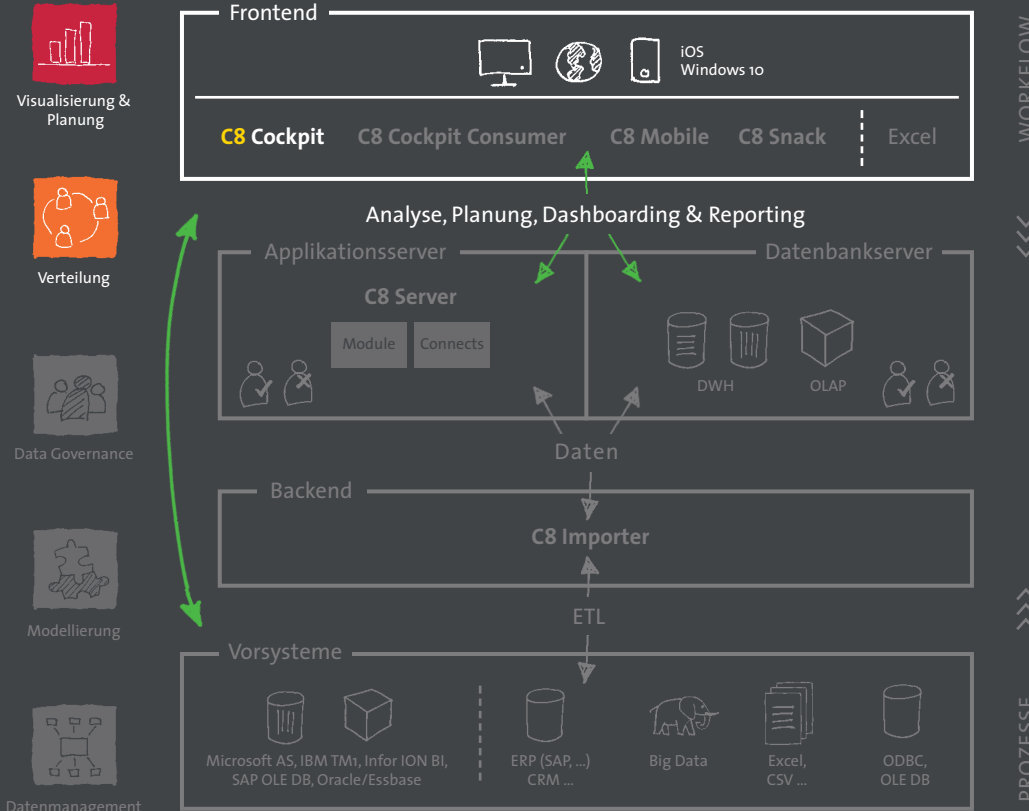 Frontend
iOS
Windows 10
Visualisierung &
Planung
C8 Cockpit
C8 Cockpit Consumer
C8 Mobile
C8 Snack
Excel
WORKFLOW
Analyse, Planung, Dashboarding & Reporting
Verteilung
Applikationsserver
Datenbankserver
C8 Server
Module
Connects
DWH
OLAP
Data Governance
Daten
Backend
C8 Importer
Modellierung
ETL
Vorsysteme
Microsoft AS, IBM TM1, Infor ION BI,
SAP OLE DB, Oracle/Essbase
ERP (SAP, ...)
CRM ...
Big Data
Excel,
CSV ...
ODBC,
OLE DB
PROZESSE
Datenmanagement